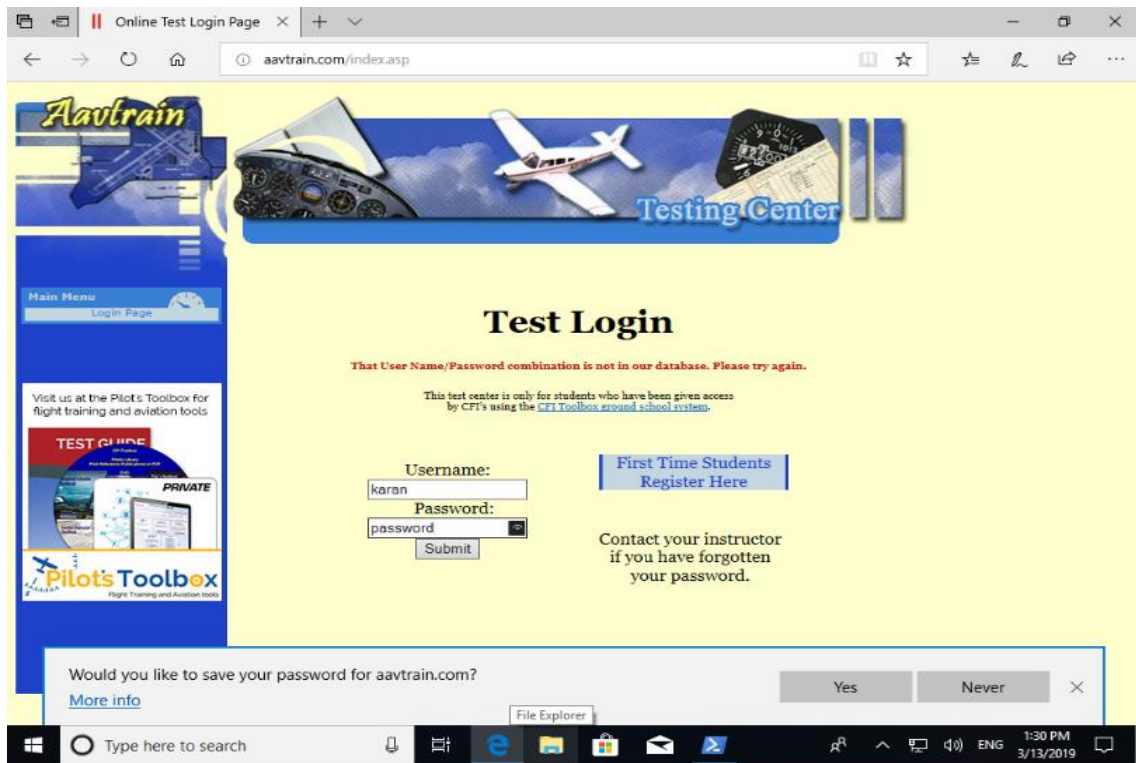 Online Test Login Page
aavtrain.com/index.asp
Aavtrain
Testing Center
Main Menu
Login Page
Test Login
That User Name/Password combination is not in our database. Please try again.
This test center is only for students who have been given access
by CFI's using the CFI Toolbox ground school system.
Visit us at the Pilot's Toolbox for
flight training and aviation tools
TEST GUIDE
PRIVATE
Pilot's Toolbox
Flight Training and Aviation tools
Username:
karan
Password:
password
Submit
First Time Students
Register Here
Contact your instructor
if you have forgotten
your password.
Would you like to save your password for aavtrain.com?
More info
Yes
Never
File Explorer
Type here to search
ENG
1:30 PM
3/13/2019